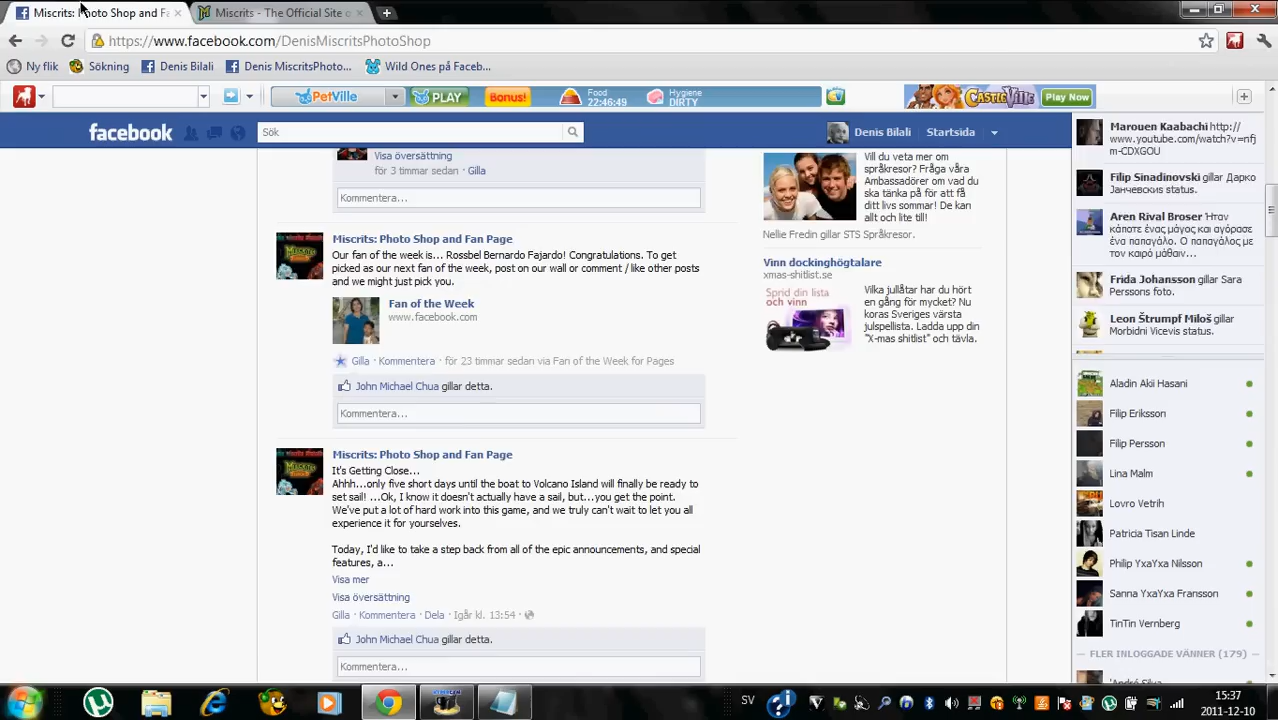 Miscrits: Photo Shop and Fa
Miscrits - The Official Site o
https://www.facebook.com/DenisMiscritsPhotoShop
Ny flik
Sökning
Denis Bilali
Denis MiscritsPhoto...
Wild Ones på Faceb...
PetVille
PLAY
Bonus!
Food
22:46:49
Hygiene
DIRTY
CASTLEVILLE
Play Now
facebook
Sök
Denis Bilali
Startsida
Visa översättning
för 3 timmar sedan · Gilla
Kommentera...
Miscrits: Photo Shop and Fan Page
Our fan of the week is... Rossbel Bernardo Fajardo! Congratulations. To get
picked as our next fan of the week, post on our wall or comment / like other posts
and we might just pick you.
Fan of the Week
www.facebook.com
Gilla · Kommentera · för 23 timmar sedan via Fan of the Week for Pages
John Michael Chua gillar detta.
Kommentera...
Miscrits: Photo Shop and Fan Page
It's Getting Close...
Ahhh...only five short days until the boat to Volcano Island will finally be ready to
set sail! ...Ok, I know it doesn't actually have a sail, but...you get the point.
We've put a lot of hard work into this game, and we truly can't wait to let you all
experience it for yourselves.
Today, I'd like to take a step back from all of the epic announcements, and special
features, a...
Visa mer
Visa översättning
Gilla · Kommentera · Dela · Igår kl. 13:54 ·
John Michael Chua gillar detta.
Kommentera...
Vill du veta mer om
språkresor? Fråga våra
Ambassadörer om vad du
ska tänka på för att få
ditt livs sommar! De kan
allt och lite till!
Nellie Fredin gillar STS Språkresor.
Vinn dockinghögtalare
xmas-shitlist.se
Sprid din lista
och vinn
Vilka jullåtar har du hört
en gång för mycket? Nu
koras Sveriges värsta
julspellista. Ladda upp din
"X-mas shitlist" och tävla.
Marouen Kaabachi http://
www.youtube.com/watch?v=nfj
m-CDXGOU
Filip Sinadinovski gillar Дарко
Јанчевскис status.
Aren Rival Broser Ήταν
κάποτε ένας μάγος και αγόρασε
ένα παπαγάλο. Ο παπαγάλος με
τον καιρό μάθαιν...
Frida Johansson gillar Sara
Perssons foto.
Leon Štrumpf Miloš gillar
Morbidni Vicevis status.
Aladin Akii Hasani
Filip Eriksson
Filip Persson
Lina Malm
Lovro Vetrih
Patricia Tisan Linde
Philip YxaYxa Nilsson
Sanna YxaYxa Fransson
TinTin Vernberg
FLER INLOGGADE VÄNNER (179)
SV
15:37
2011-12-10